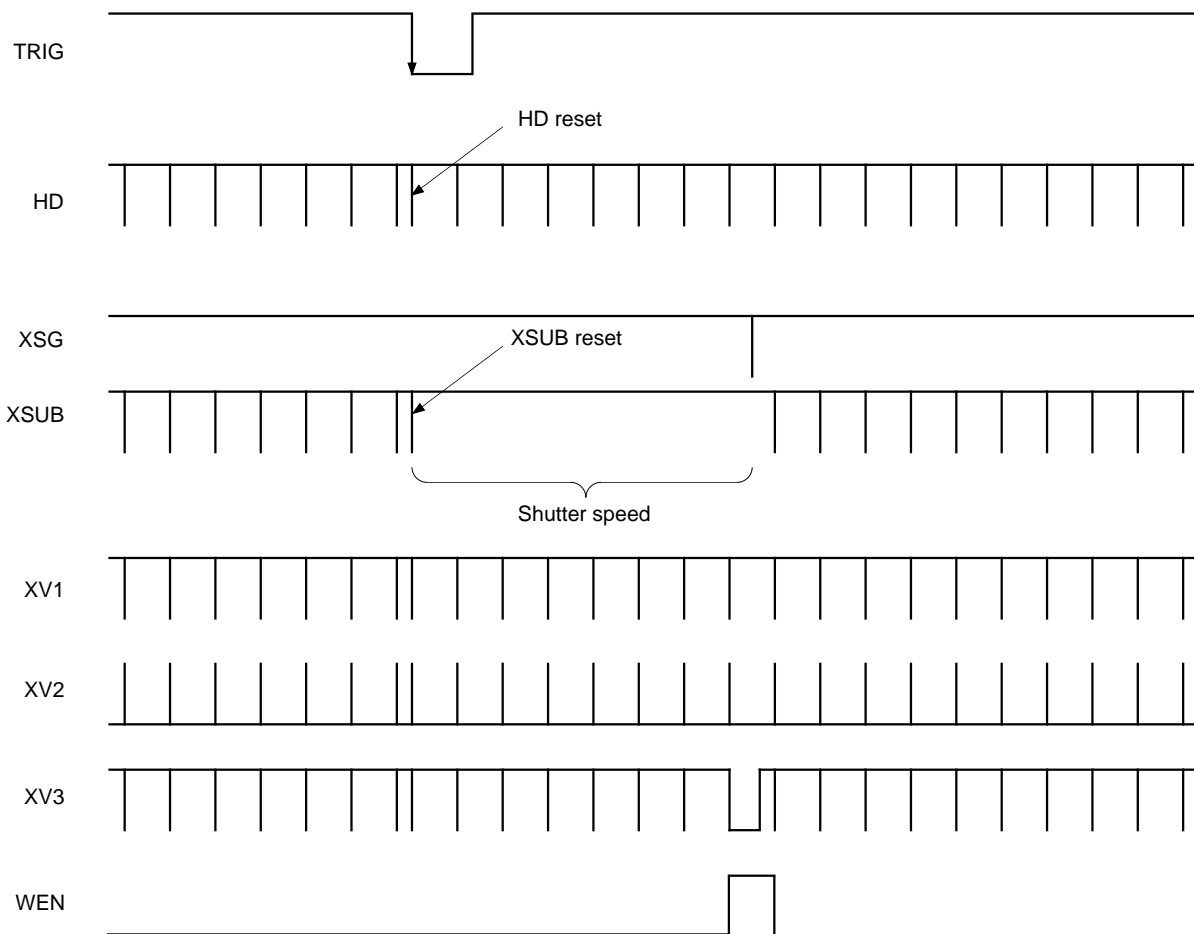 TRIG
HD reset
HD
XSG
XSUB reset
XSUB
Shutter speed
XV1
XV2
XV3
WEN